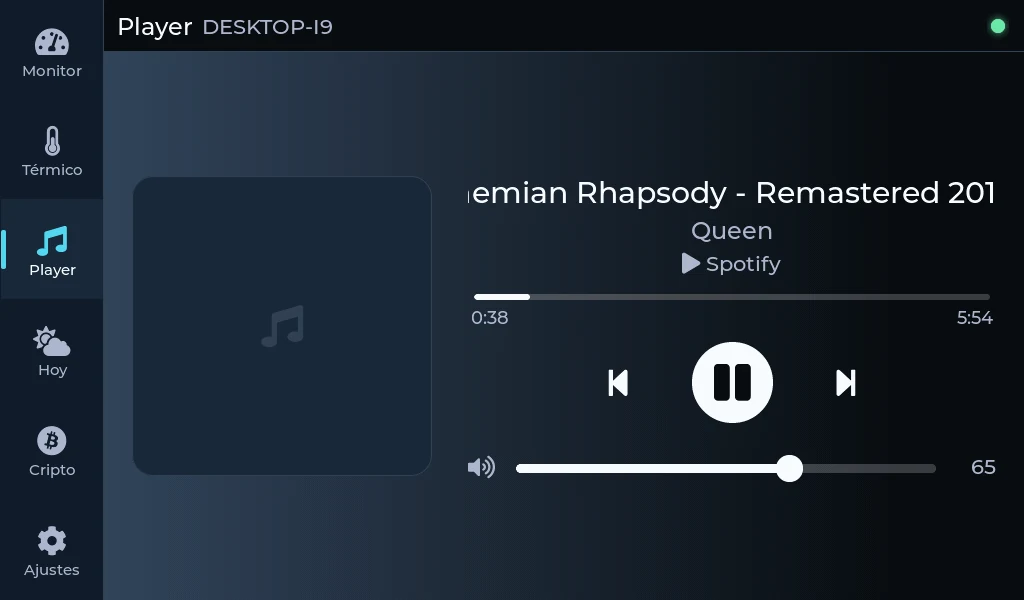 Player DESKTOP-I9
Monitor
Térmico
Player
Hoy
Cripto
Ajustes
emian Rhapsody - Remastered 201
Queen
Spotify
0:38
5:54
65